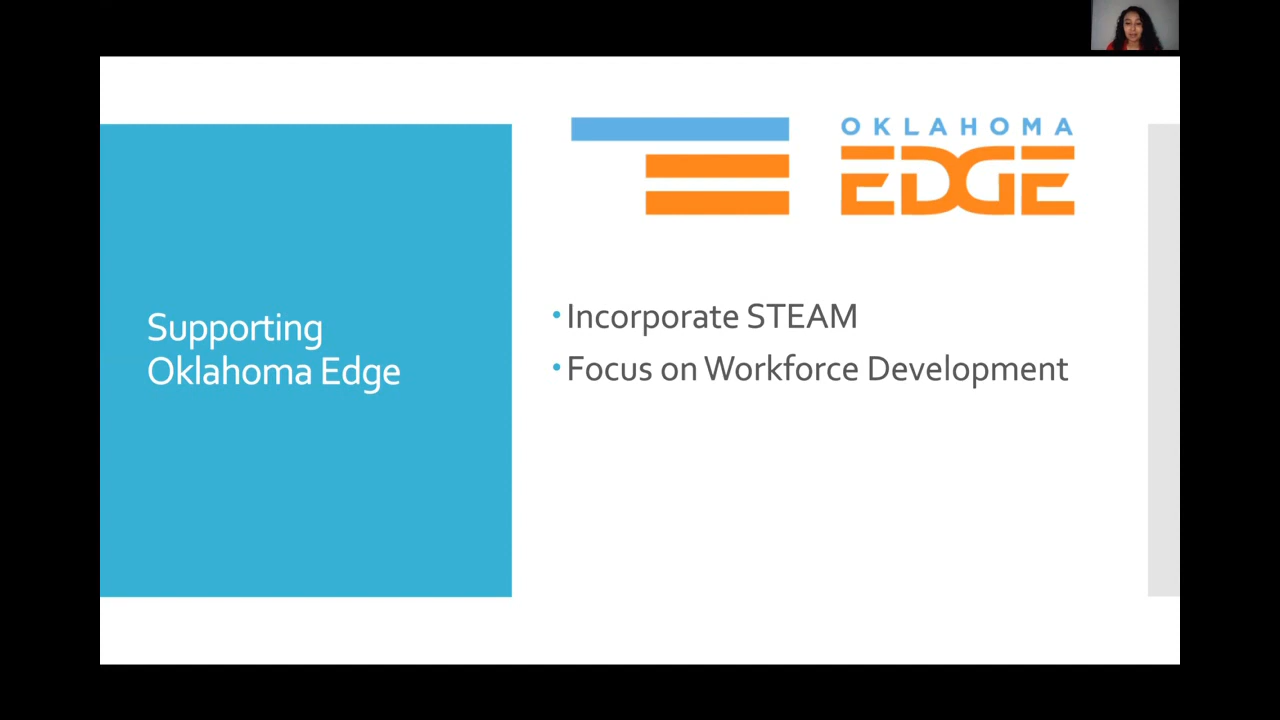 Supporting
Oklahoma Edge
OKLAHOMA
EDGE
Incorporate STEAM
Focus on Workforce Development